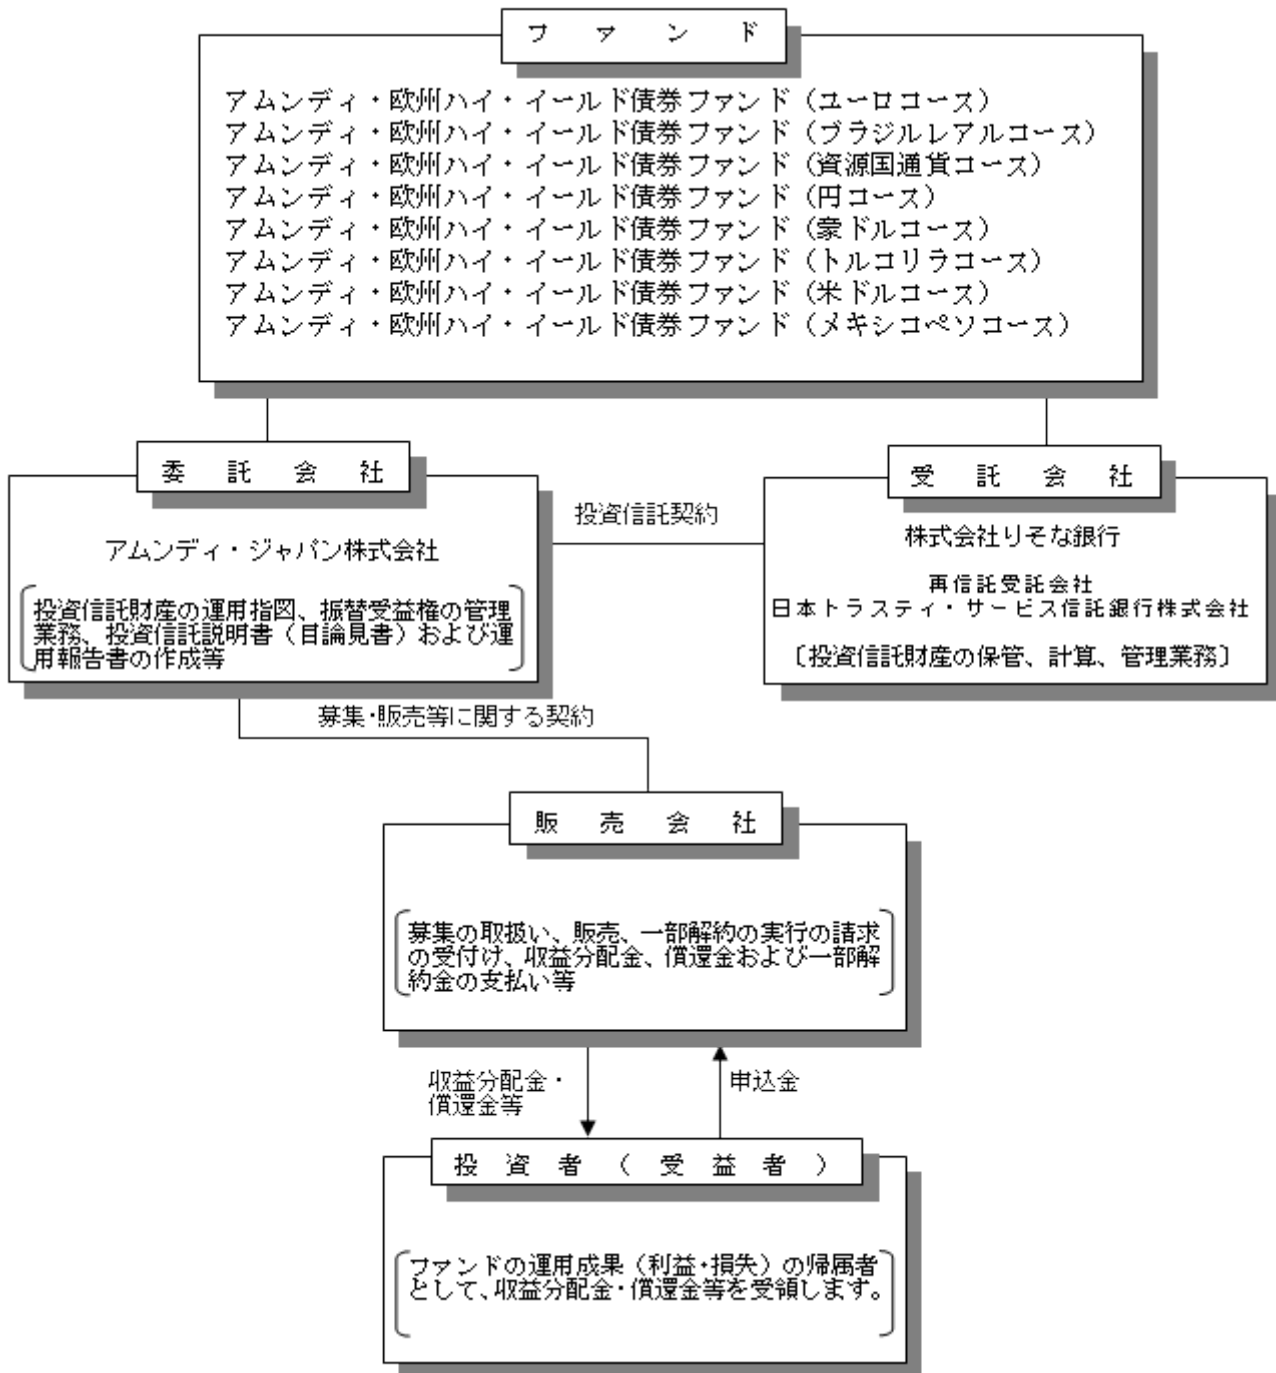 ファンド
アムンディ・欧州ハイ・イールド債券ファンド（ユーロコース）
アムンディ・欧州ハイ・イールド債券ファンド（ブラジルレアルコース）
アムンディ・欧州ハイ・イールド債券ファンド（資源国通貨コース）
アムンディ・欧州ハイ・イールド債券ファンド（円コース）
アムンディ・欧州ハイ・イールド債券ファンド（豪ドルコース）
アムンディ・欧州ハイ・イールド債券ファンド（トルコリラコース）
アムンディ・欧州ハイ・イールド債券ファンド（米ドルコース）
アムンディ・欧州ハイ・イールド債券ファンド（メキシコペソコース）
委託会社
アムンディ・ジャパン株式会社
投資信託財産の運用指図、振替受益権の管理
業務、投資信託説明書（目論見書）および運
用報告書の作成等
投資信託契約
受託会社
株式会社りそな銀行
再信託受託会社
日本トラスティ・サービス信託銀行株式会社
〔投資信託財産の保管、計算、管理業務〕
募集・販売等に関する契約
販売会社
募集の取扱い、販売、一部解約の実行の請求
の受付け、収益分配金、償還金および一部解
約金の支払い等
収益分配金・
償還金等
申込金
投資者（受益者）
ファンドの運用成果（利益・損失）の帰属者
として、収益分配金・償還金等を受領します。